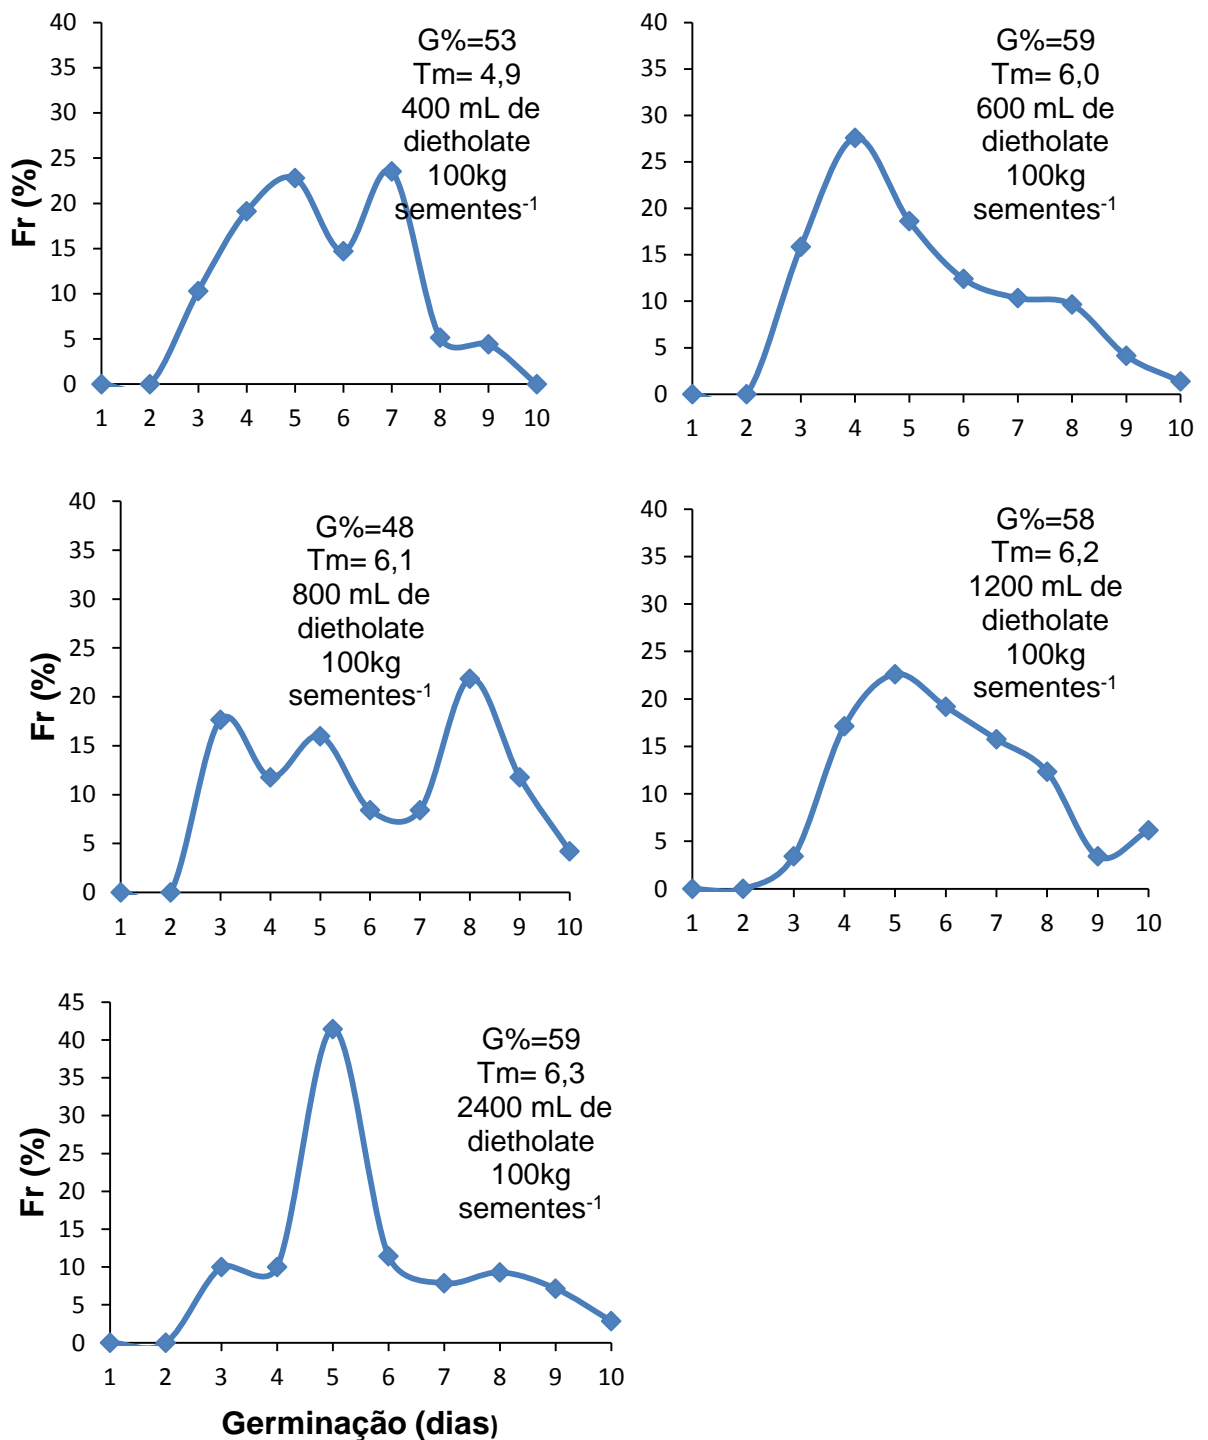 40
35
30
25
20
15
10
5
0
Fr (%)
G%=53
Tm= 4,9
400 mL de
dietholate
100kg
sementes⁻¹
1 2 3 4 5 6 7 8 9 10
40
35
30
25
20
15
10
5
0
G%=59
Tm= 6,0
600 mL de
dietholate
100kg
sementes⁻¹
1 2 3 4 5 6 7 8 9 10
40
35
30
25
20
15
10
5
0
Fr (%)
G%=48
Tm= 6,1
800 mL de
dietholate
100kg
sementes⁻¹
1 2 3 4 5 6 7 8 9 10
40
35
30
25
20
15
10
5
0
G%=58
Tm= 6,2
1200 mL de
dietholate
100kg
sementes⁻¹
1 2 3 4 5 6 7 8 9 10
45
40
35
30
25
20
15
10
5
0
Fr (%)
G%=59
Tm= 6,3
2400 mL de
dietholate
100kg
sementes⁻¹
1 2 3 4 5 6 7 8 9 10
Germinação (dias)